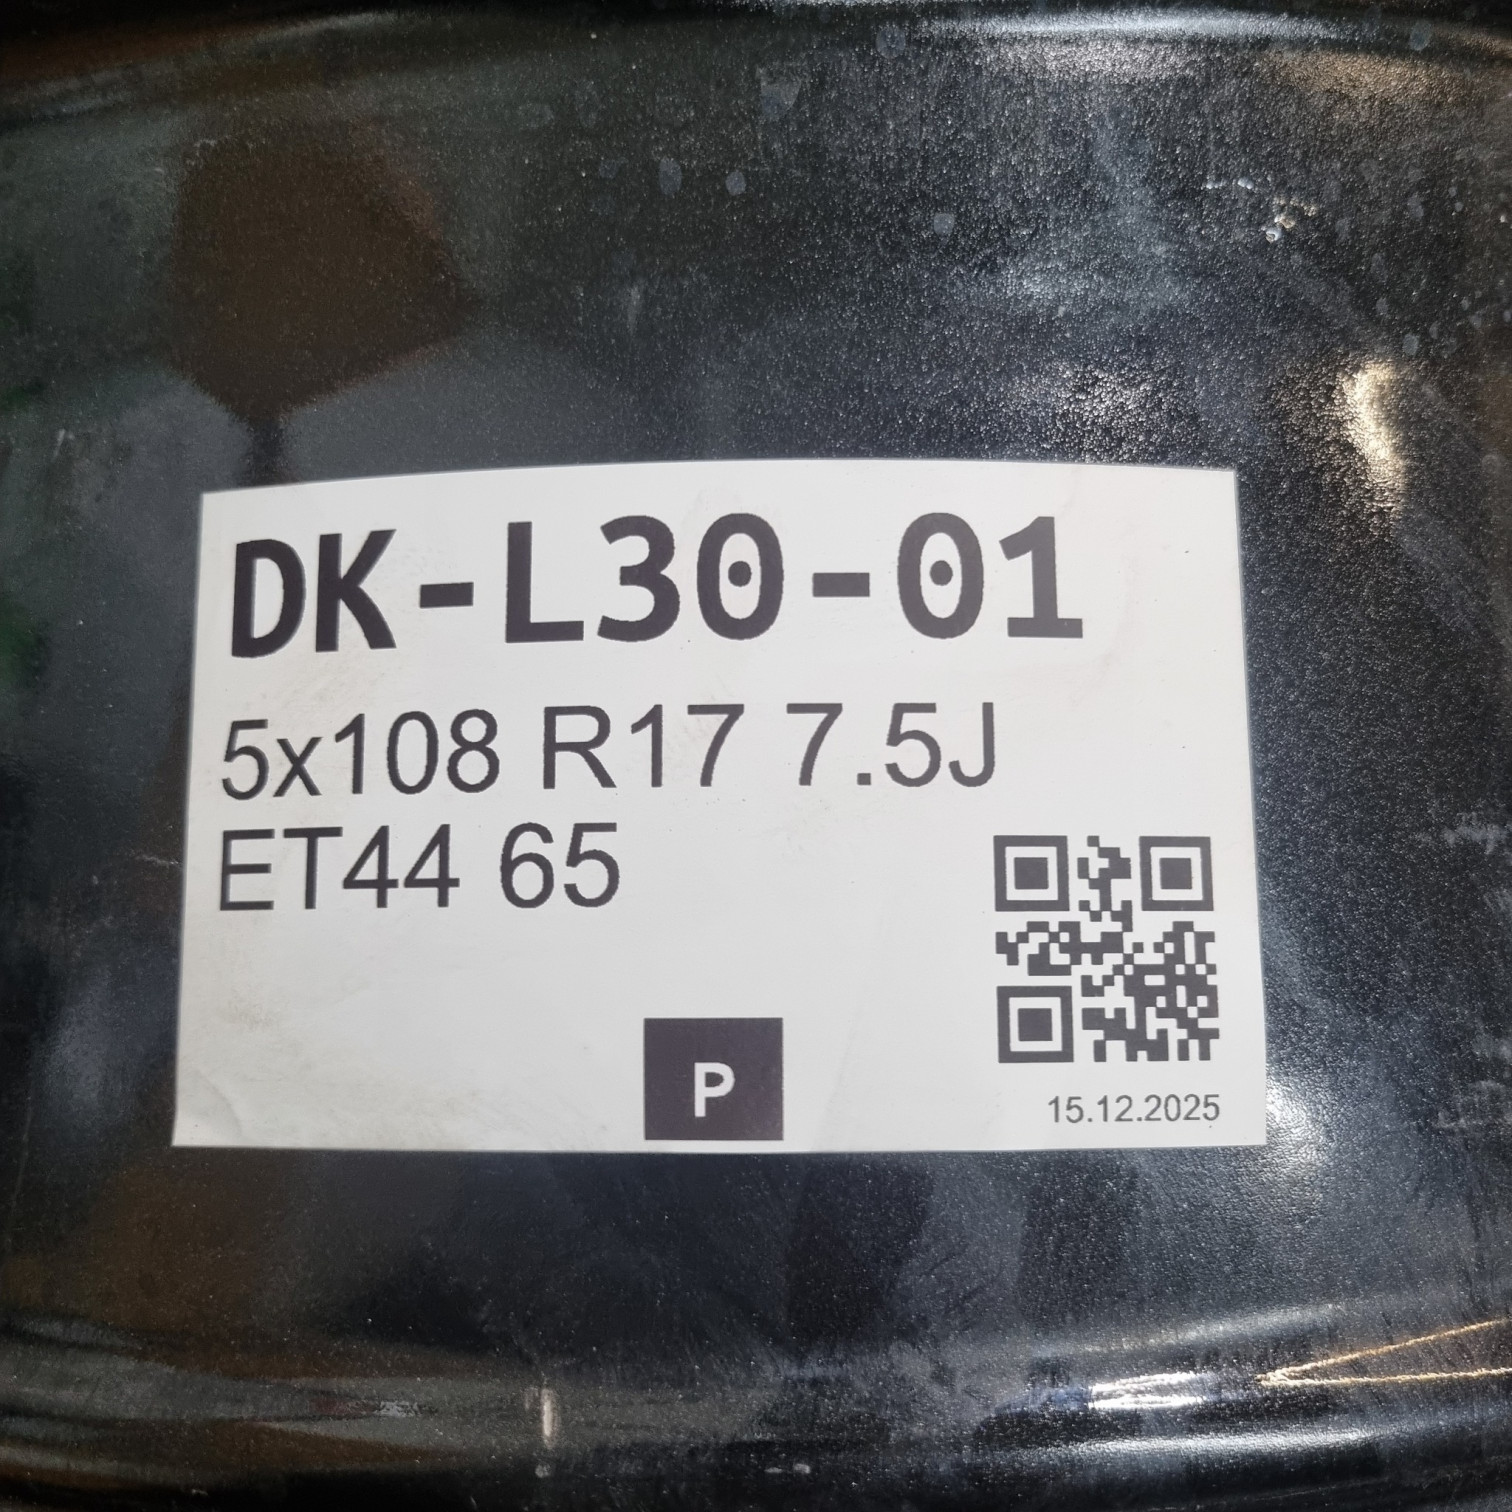 DK-L30-01
5x108 R17 7.5J
ET44 65
P
15.12.2025